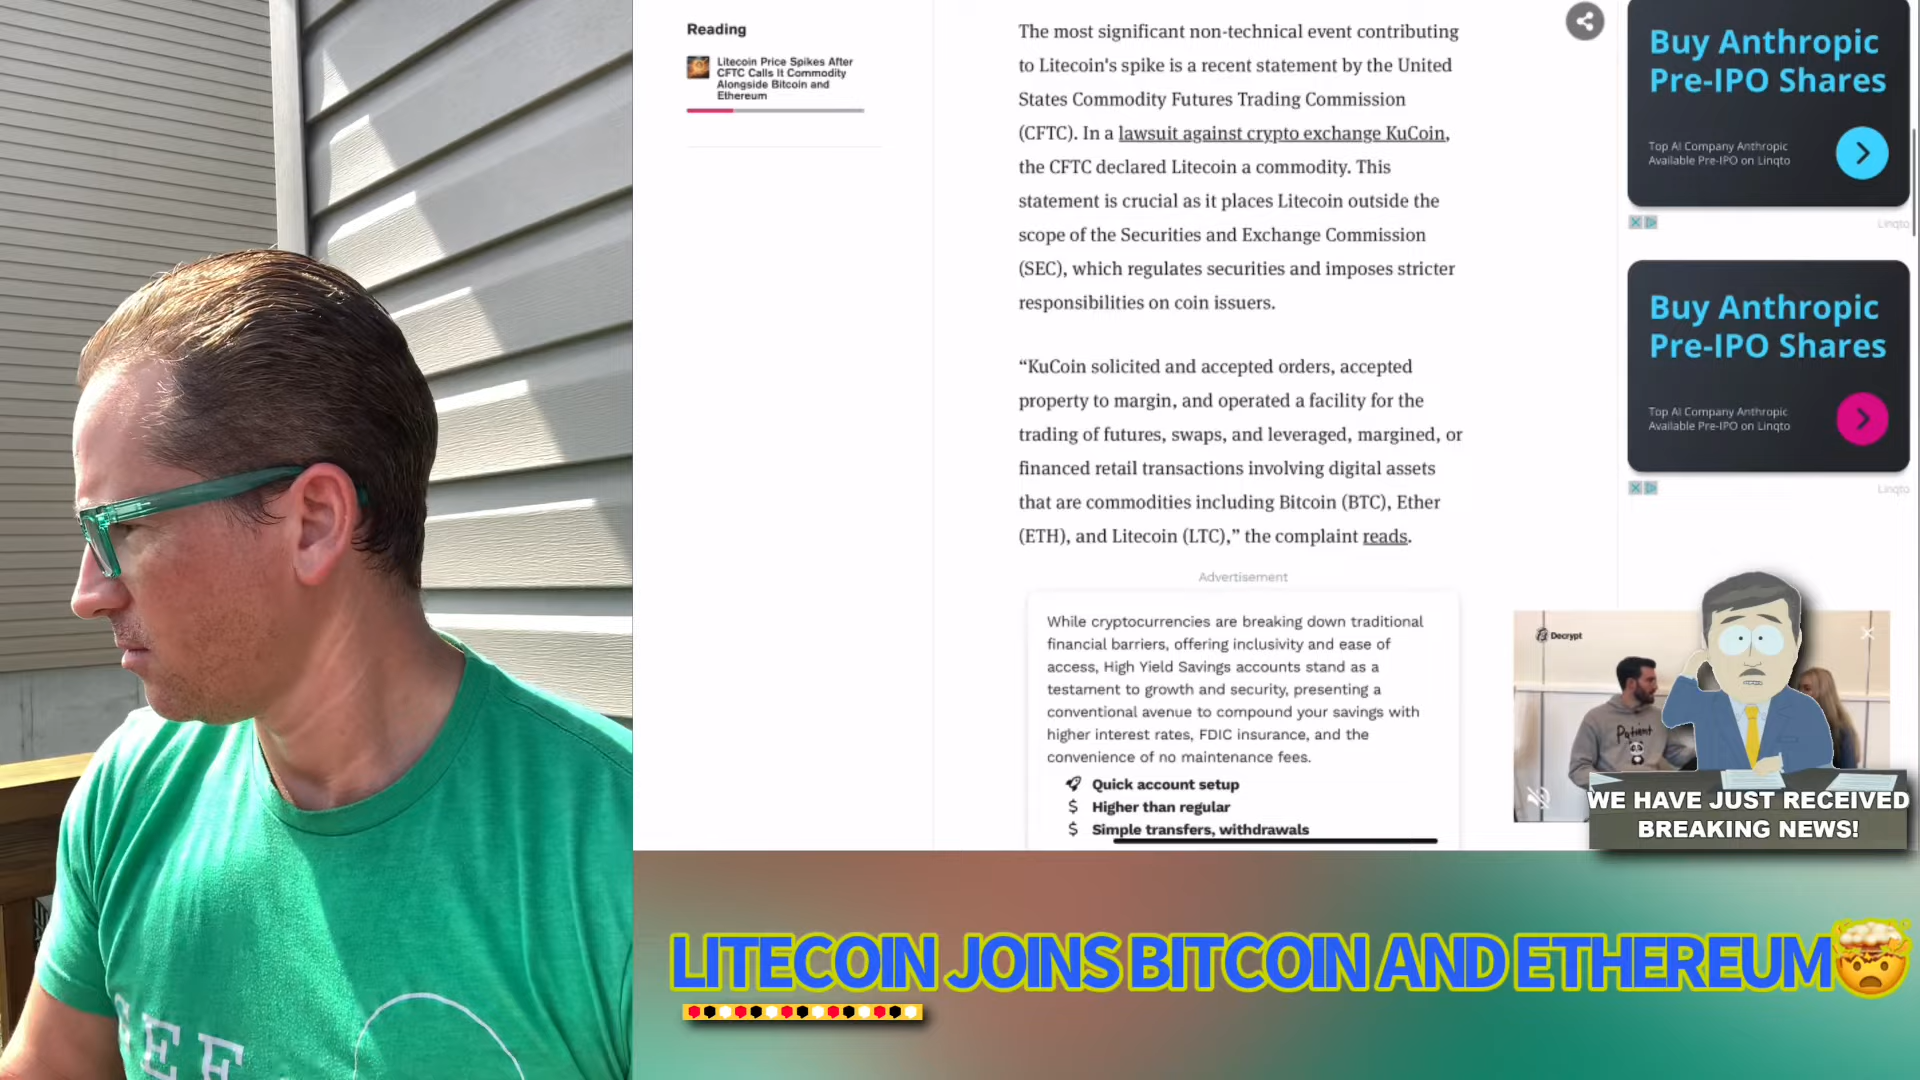 Reading
Litecoin Price Spikes After
CFTC Calls It Commodity
Alongside Bitcoin and
Ethereum
The most significant non-technical event contributing
to Litecoin's spike is a recent statement by the United
States Commodity Futures Trading Commission
(CFTC). In a lawsuit against crypto exchange KuCoin,
the CFTC declared Litecoin a commodity. This
statement is crucial as it places Litecoin outside the
scope of the Securities and Exchange Commission
(SEC), which regulates securities and imposes stricter
responsibilities on coin issuers.
“KuCoin solicited and accepted orders, accepted
property to margin, and operated a facility for the
trading of futures, swaps, and leveraged, margined, or
financed retail transactions involving digital assets
that are commodities including Bitcoin (BTC), Ether
(ETH), and Litecoin (LTC),” the complaint reads.
Advertisement
While cryptocurrencies are breaking down traditional
financial barriers, offering inclusivity and ease of
access, High Yield Savings accounts stand as a
testament to growth and security, presenting a
conventional avenue to compound your savings with
higher interest rates, FDIC insurance, and the
convenience of no maintenance fees.
Quick account setup
$ Higher than regular
$ Simple transfers, withdrawals
Buy Anthropic
Pre-IPO Shares
Top AI Company Anthropic
Available Pre-IPO on Linqto
Linqto
Buy Anthropic
Pre-IPO Shares
Top AI Company Anthropic
Available Pre-IPO on Linqto
Linqto
Decrypt
Patient
WE HAVE JUST RECEIVED
BREAKING NEWS!
LITECOIN JOINS BITCOIN AND ETHEREUM🤯